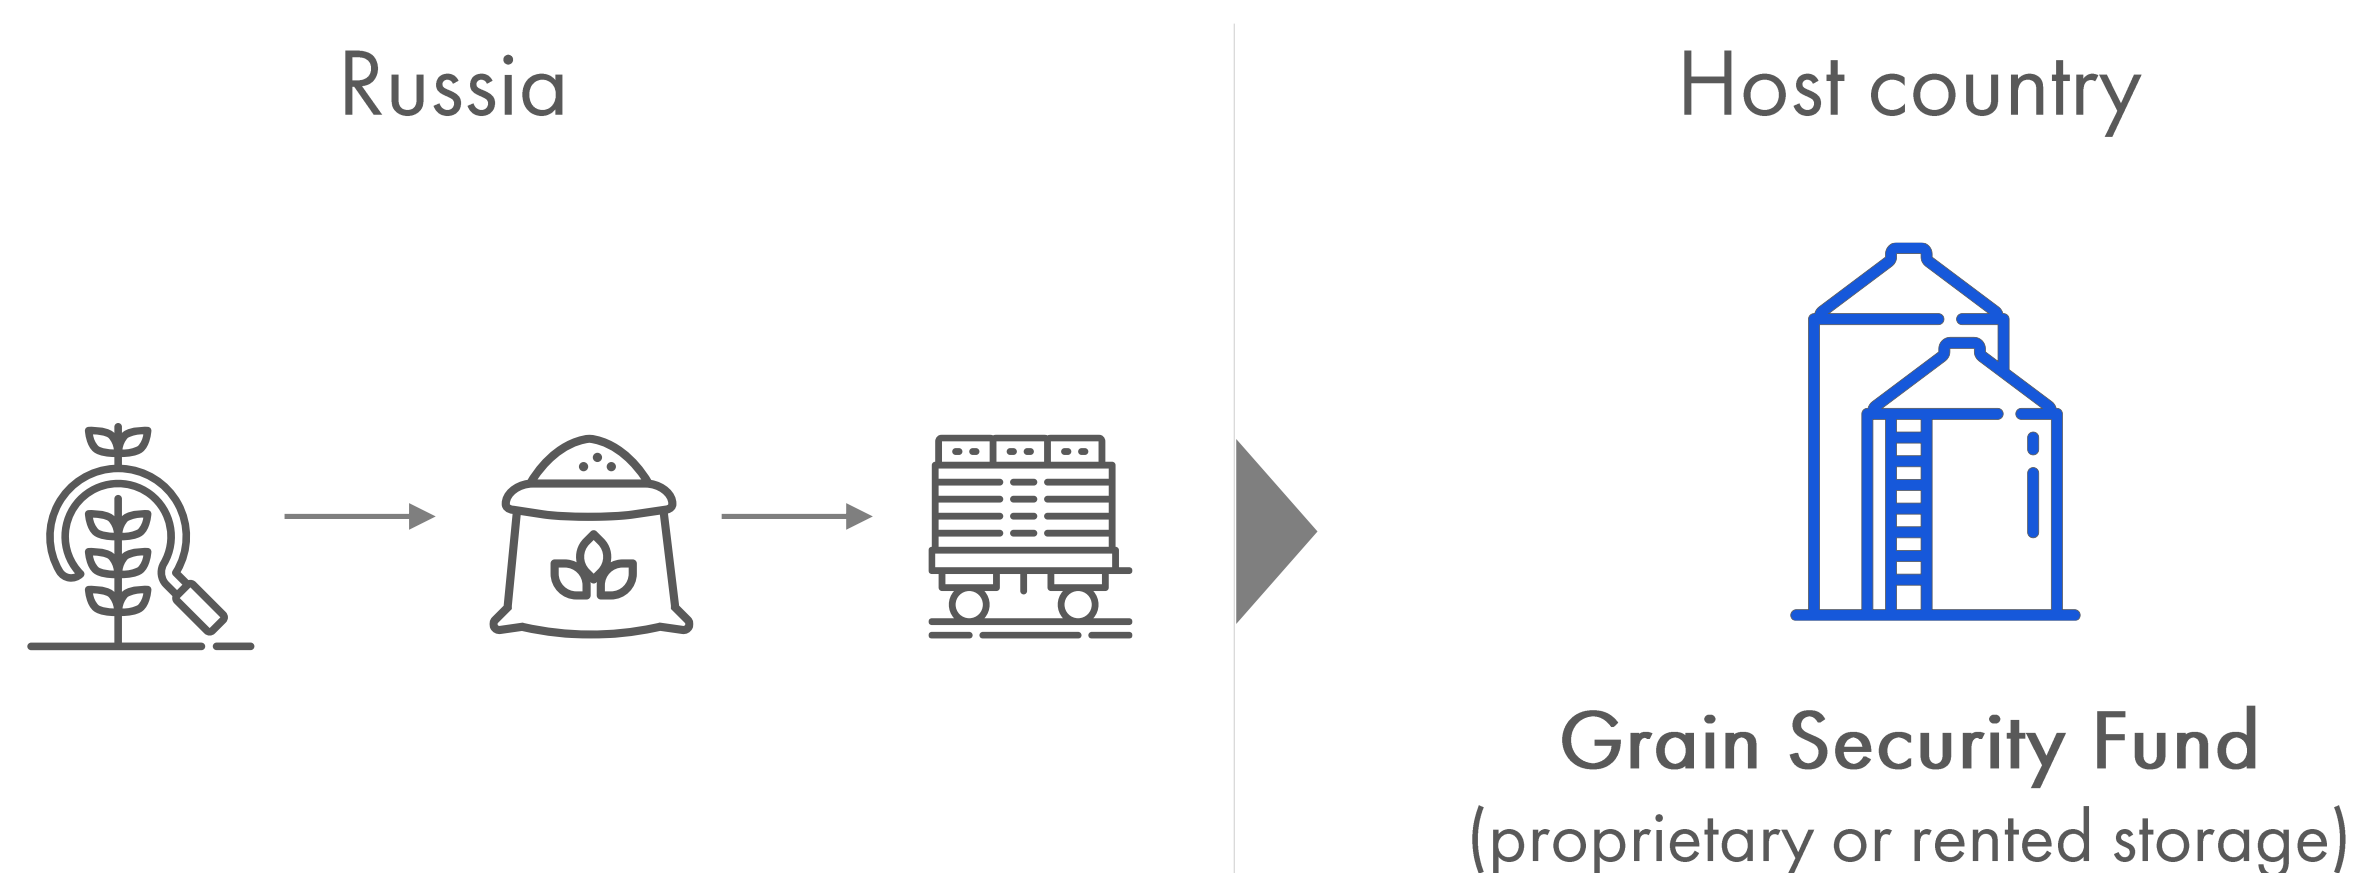 Russia
Host country
Grain Security Fund
(proprietary or rented storage)